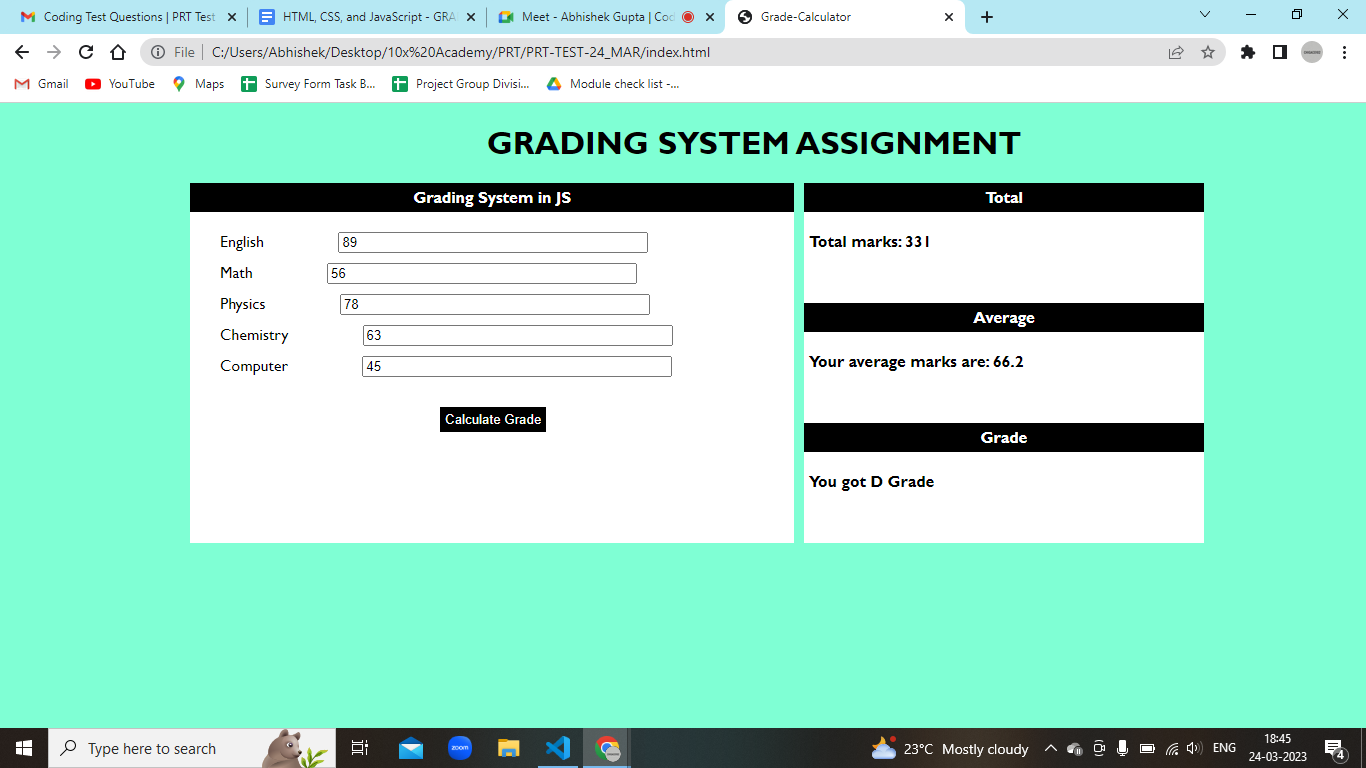 Coding Test Questions | PRT Test
HTML, CSS, and JavaScript - GRA
Meet - Abhishek Gupta | Cod
Grade-Calculator
File
C:/Users/Abhishek/Desktop/10x%20Academy/PRT/PRT-TEST-24_MAR/index.html
Gmail
YouTube
Maps
Survey Form Task B...
Project Group Divisi...
Module check list -...
GRADING SYSTEM ASSIGNMENT
Grading System in JS
English 89
Math 56
Physics 78
Chemistry 63
Computer 45
Calculate Grade
Total
Total marks: 331
Average
Your average marks are: 66.2
Grade
You got D Grade
Type here to search
zoom
23°C Mostly cloudy
ENG
18:45
24-03-2023
4